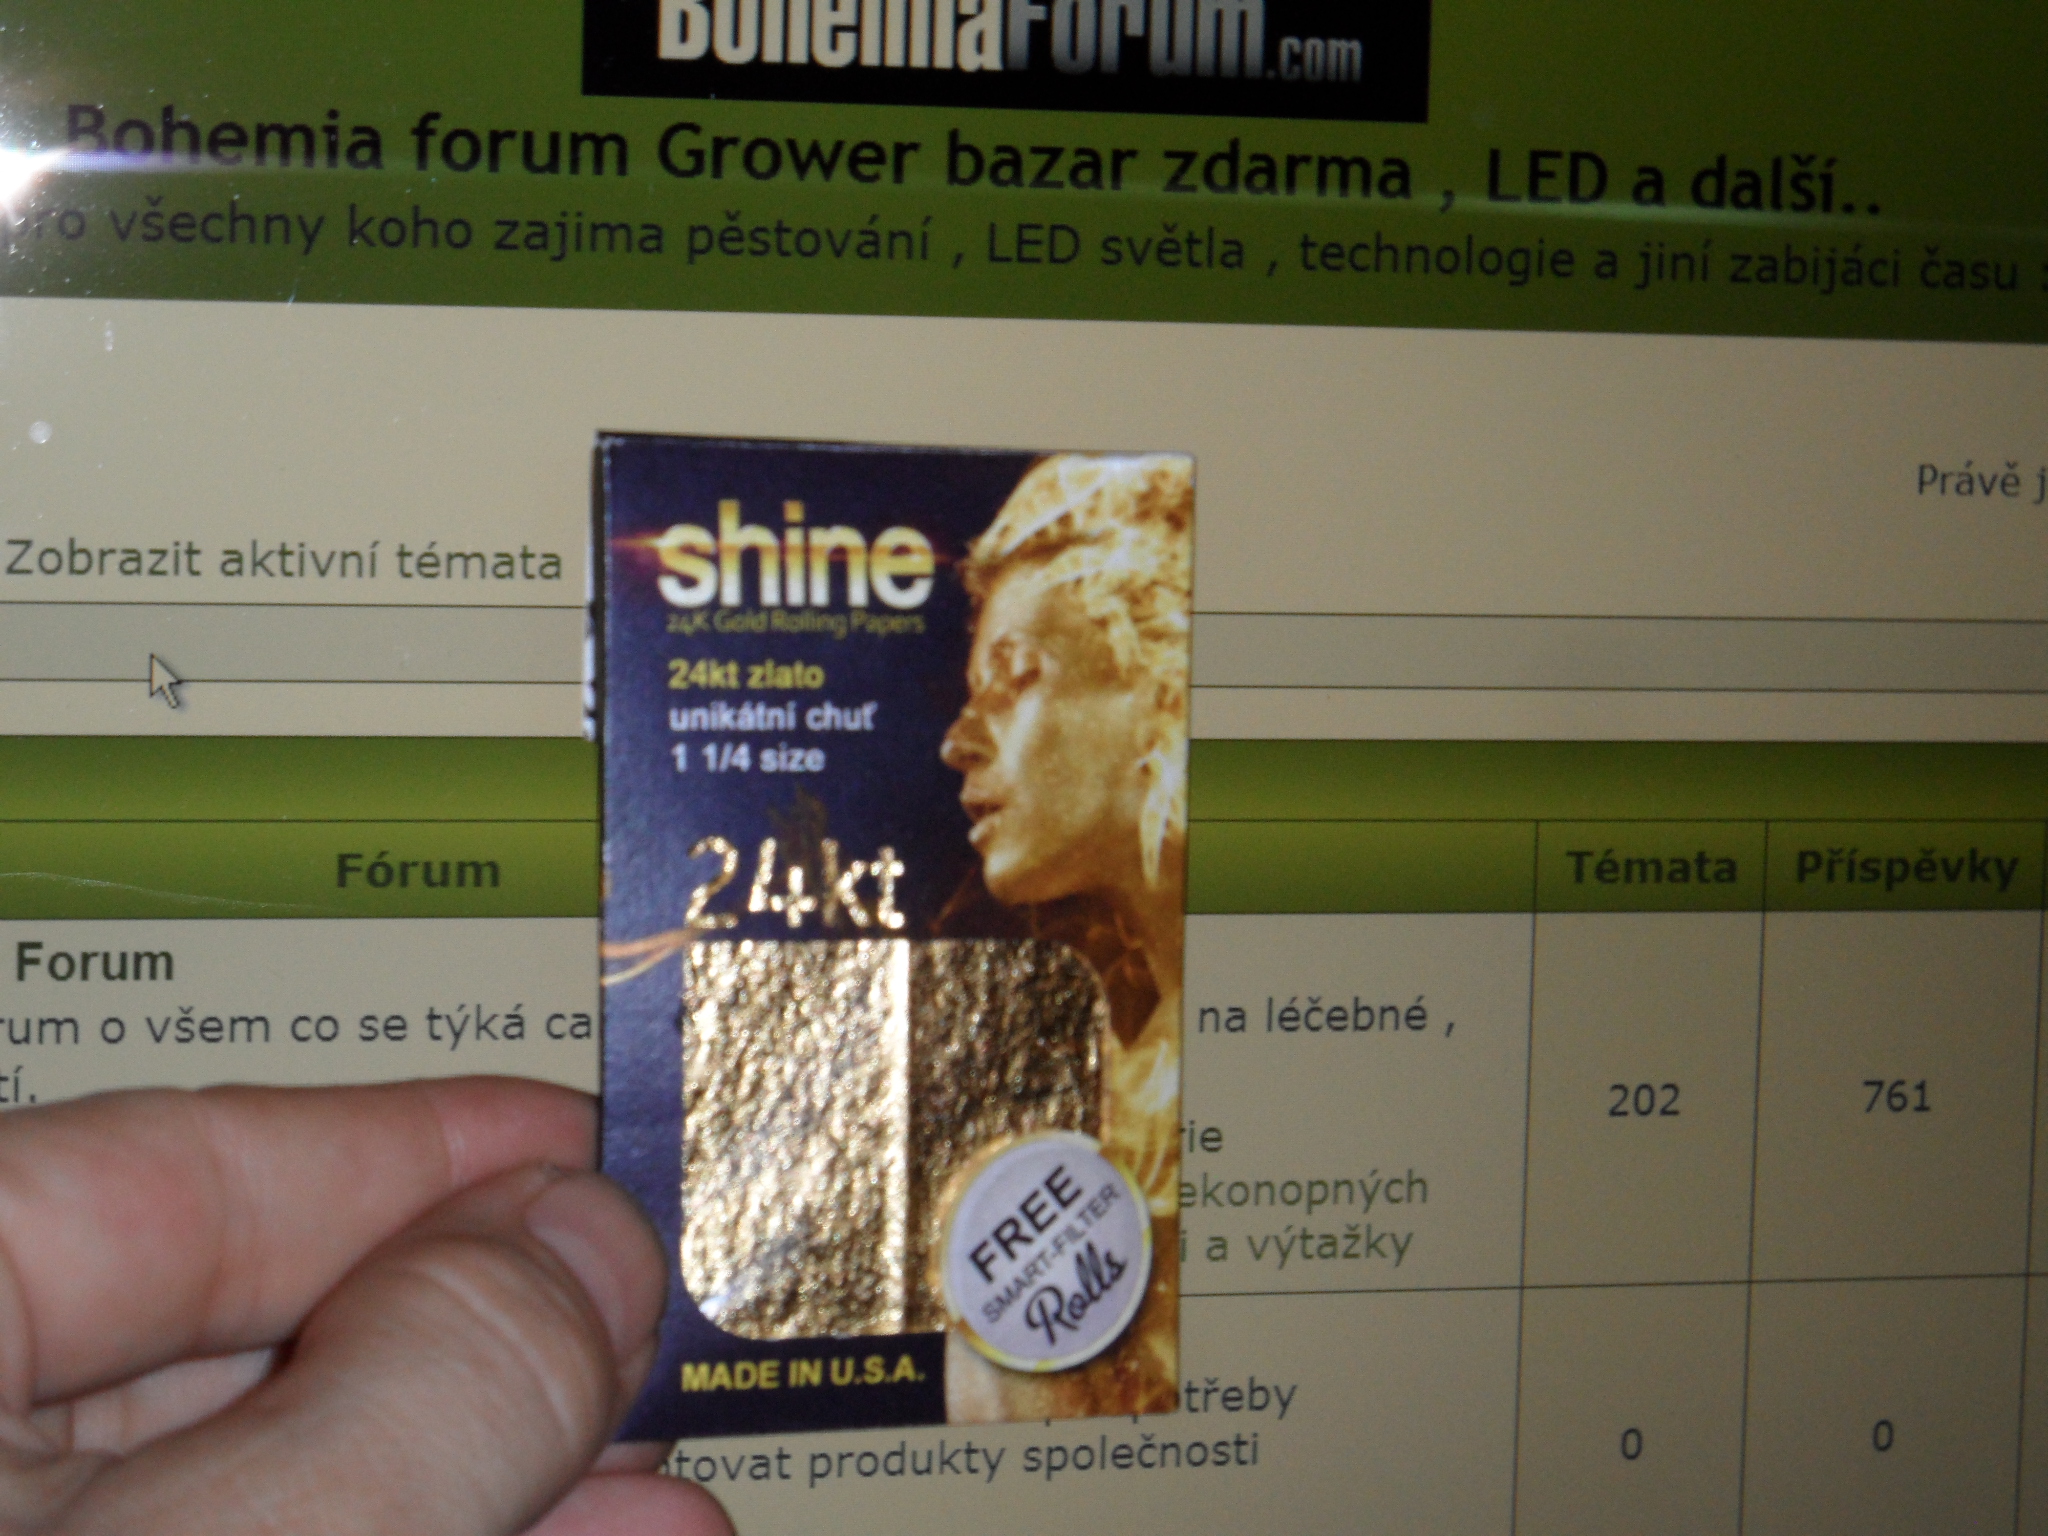 BohemiaForum.com
Bohemia forum Grower bazar zdarma , LED a další..
pro všechny koho zajima pěstování , LED světla , technologie a jiní zabijáci času :
Právě j
Zobrazit aktivní témata
shine
24K Gold Rolling Papers
24kt zlato
unikátní chuť
1 1/4 size
24kt
FREE
SMART-FILTER
Rolls
MADE IN U.S.A.
Fórum
Témata
Příspěvky
Forum
rum o všem co se týká ca
na léčebné ,
tí.
202
761
rie
ekonopných
i a výtažky
otřeby
0
0
tovat produkty společnosti